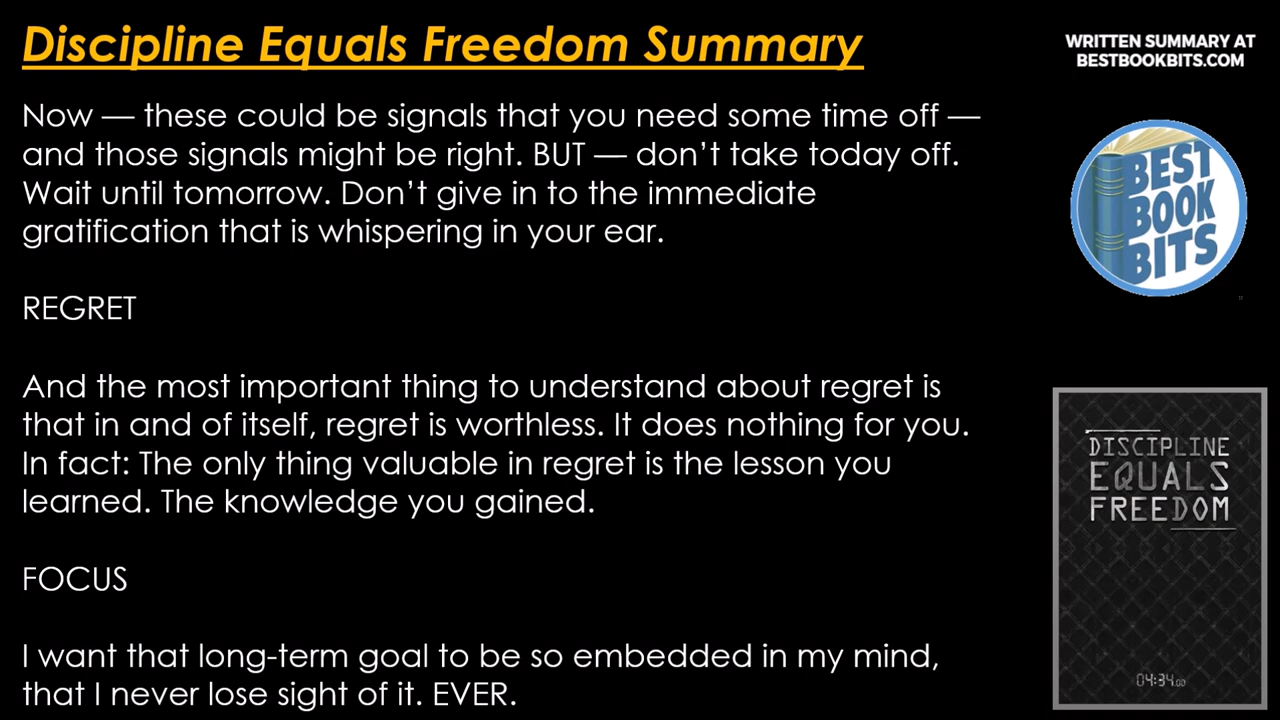 Discipline Equals Freedom Summary
WRITTEN SUMMARY AT
BESTBOOKBITS.COM
Now — these could be signals that you need some time off —
and those signals might be right. BUT — don’t take today off.
Wait until tomorrow. Don’t give in to the immediate
gratification that is whispering in your ear.
REGRET
And the most important thing to understand about regret is
that in and of itself, regret is worthless. It does nothing for you.
In fact: The only thing valuable in regret is the lesson you
learned. The knowledge you gained.
FOCUS
I want that long-term goal to be so embedded in my mind,
that I never lose sight of it. EVER.
BEST
BOOK
BITS
DISCIPLINE
EQUALS
FREEDOM
04:34.00